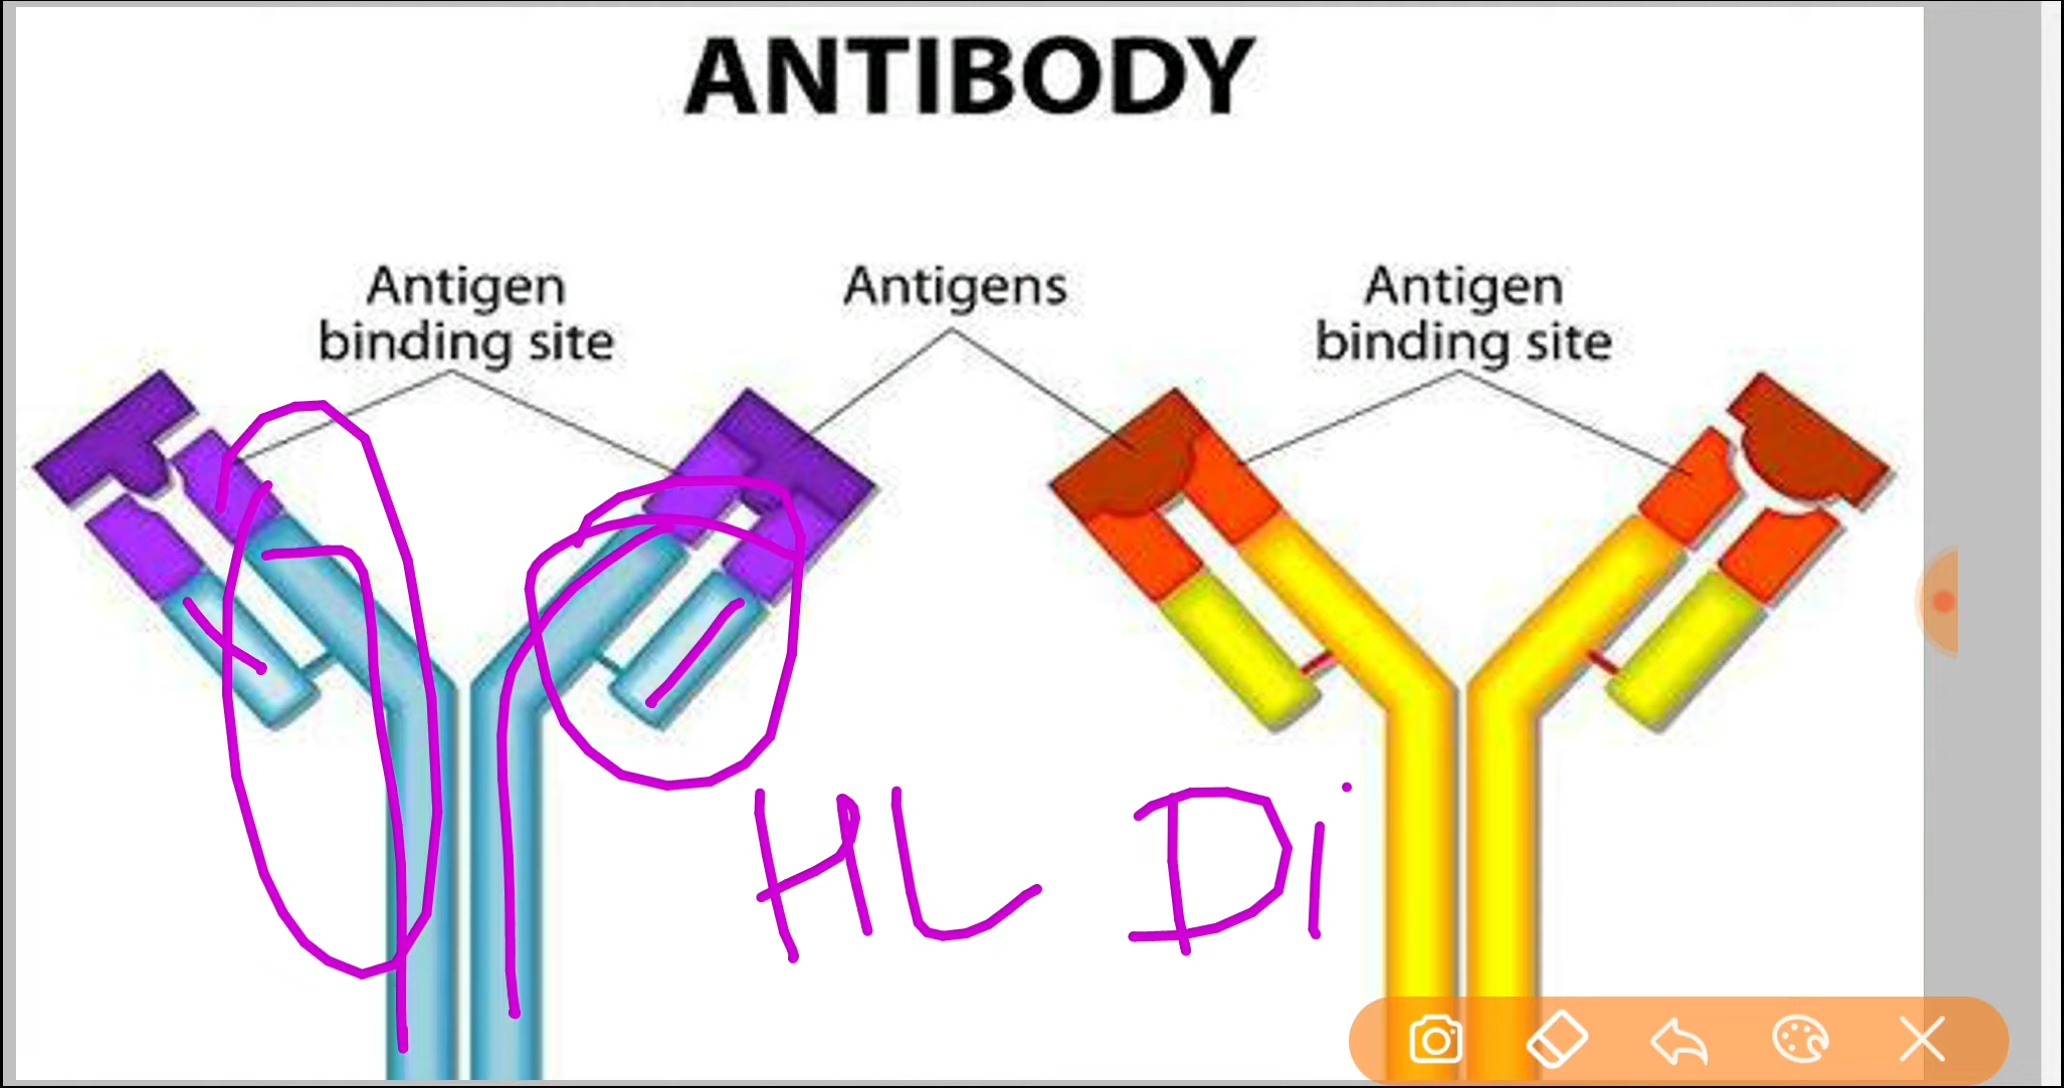 ANTIBODY
Antigen
binding site
Antigens
Antigen
binding site
HL Di